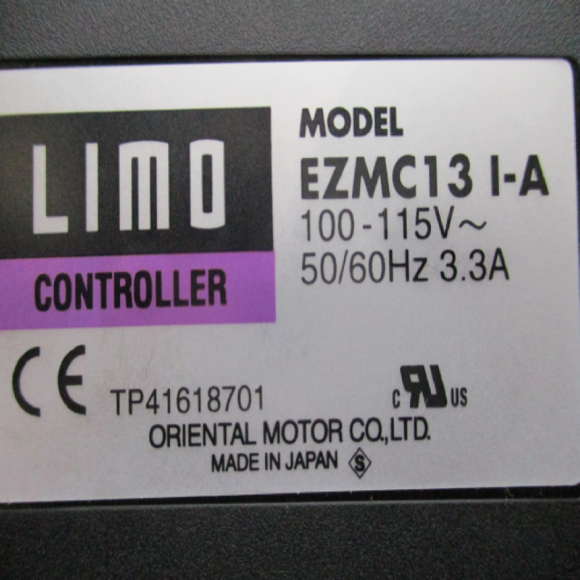 LIMO
CONTROLLER
MODEL
EZMC13 I-A
100-115V~
50/60Hz 3.3A
CE
TP41618701
c RU US
ORIENTAL MOTOR CO.,LTD.
MADE IN JAPAN S